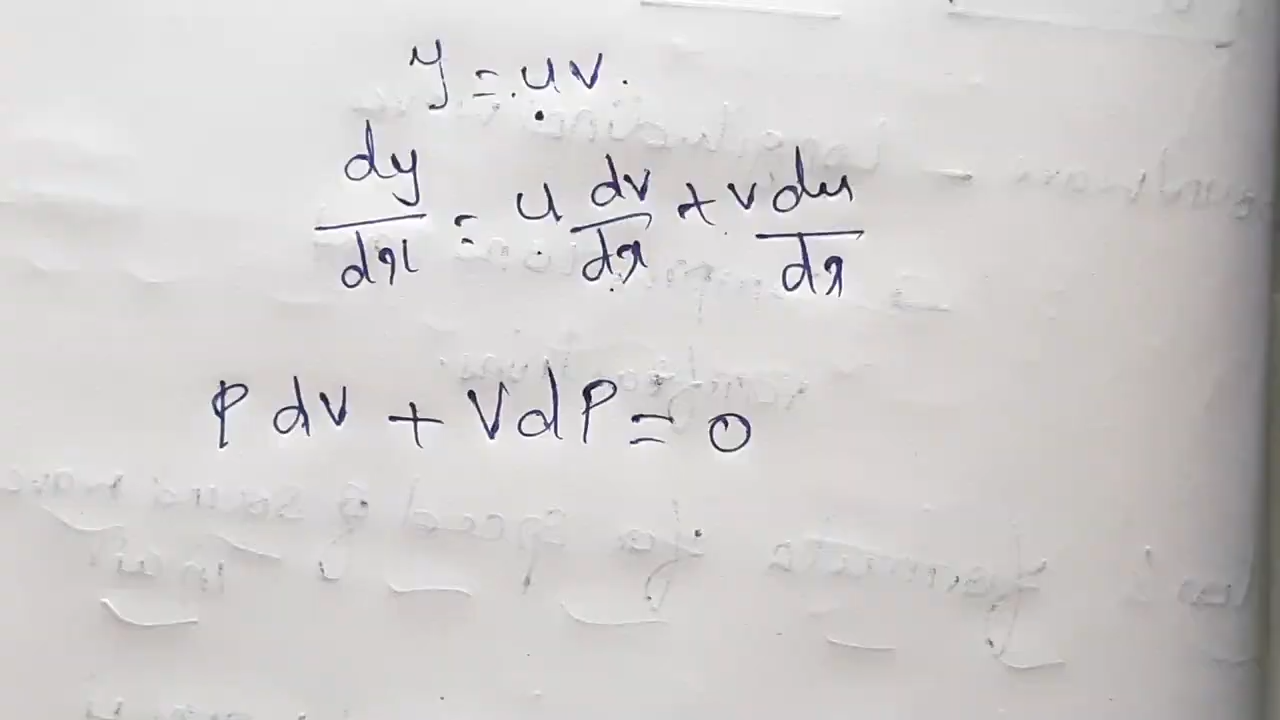 y = uv.
dy/dx = u dv/dx + v du/dx
P dV + V dP = 0